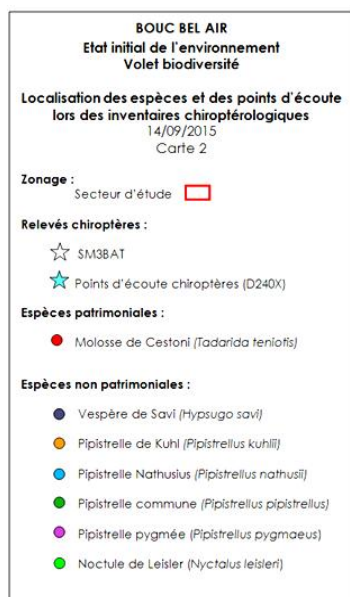 BOUC BEL AIR
Etat initial de l'environnement
Volet biodiversité
Localisation des espèces et des points d'écoute
lors des inventaires chiroptérologiques
14/09/2015
Carte 2
Zonage :
Secteur d'étude
Relevés chiroptères :
SM3BAT
Points d'écoute chiroptères (D240X)
Espèces patrimoniales :
Molosse de Cestoni (Tadarida teniotis)
Espèces non patrimoniales :
Vespère de Savi (Hypsugo savi)
Pipistrelle de Kuhl (Pipistrellus kuhlii)
Pipistrelle Nathusius (Pipistrellus nathusii)
Pipistrelle commune (Pipistrellus pipistrellus)
Pipistrelle pygmée (Pipistrellus pygmaeus)
Noctule de Leisler (Nyctalus leisleri)